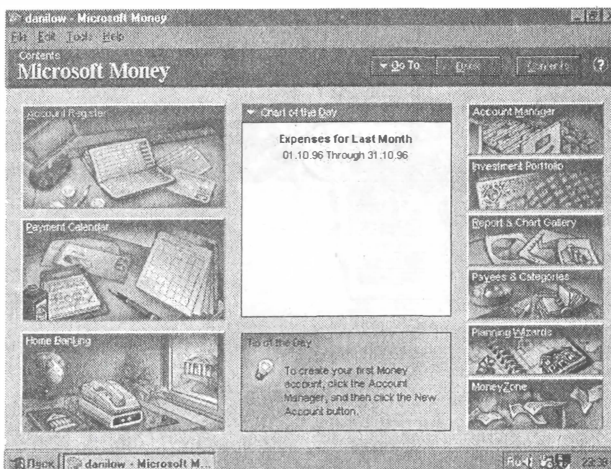 danilow - Microsoft Money
File Edit Tools Help
Contents
Microsoft Money
Go To Back Contents ?
Account Register
Payment Calendar
Home Banking
Chart of the Day
Expenses for Last Month
01.10.96 Through 31.10.96
Tip of the Day
To create your first Money
account, click the Account
Manager, and then click the New
Account button.
Account Manager
Investment Portfolio
Report & Chart Gallery
Payees & Categories
Planning Wizards
MoneyZone
Пуск danilow - Microsoft M...